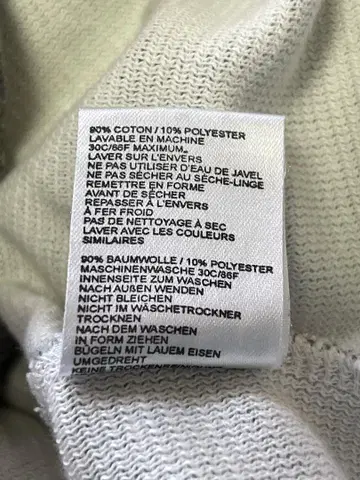 90% COTON / 10% POLYESTER
LAVABLE EN MACHINE
30C/86F MAXIMUM.
LAVER SUR L'ENVERS
NE PAS UTILISER D'EAU DE JAVEL
NE PAS SÉCHER AU SÈCHE-LINGE
REMETTRE EN FORME
AVANT DE SÉCHER
REPASSER À L'ENVERS
À FER FROID
PAS DE NETTOYAGE À SEC
LAVER AVEC LES COULEURS
SIMILAIRES
90% BAUMWOLLE / 10% POLYESTER
MASCHINENWÄSCHE 30C/86F
INNENSEITE ZUM WASCHEN
NACH AUßEN WENDEN
NICHT BLEICHEN
NICHT IM WÄSCHETROCKNER
TROCKNEN
NACH DEM WASCHEN
IN FORM ZIEHEN
BÜGELN MIT LAUEM EISEN
UMGEDREHT
KEINE